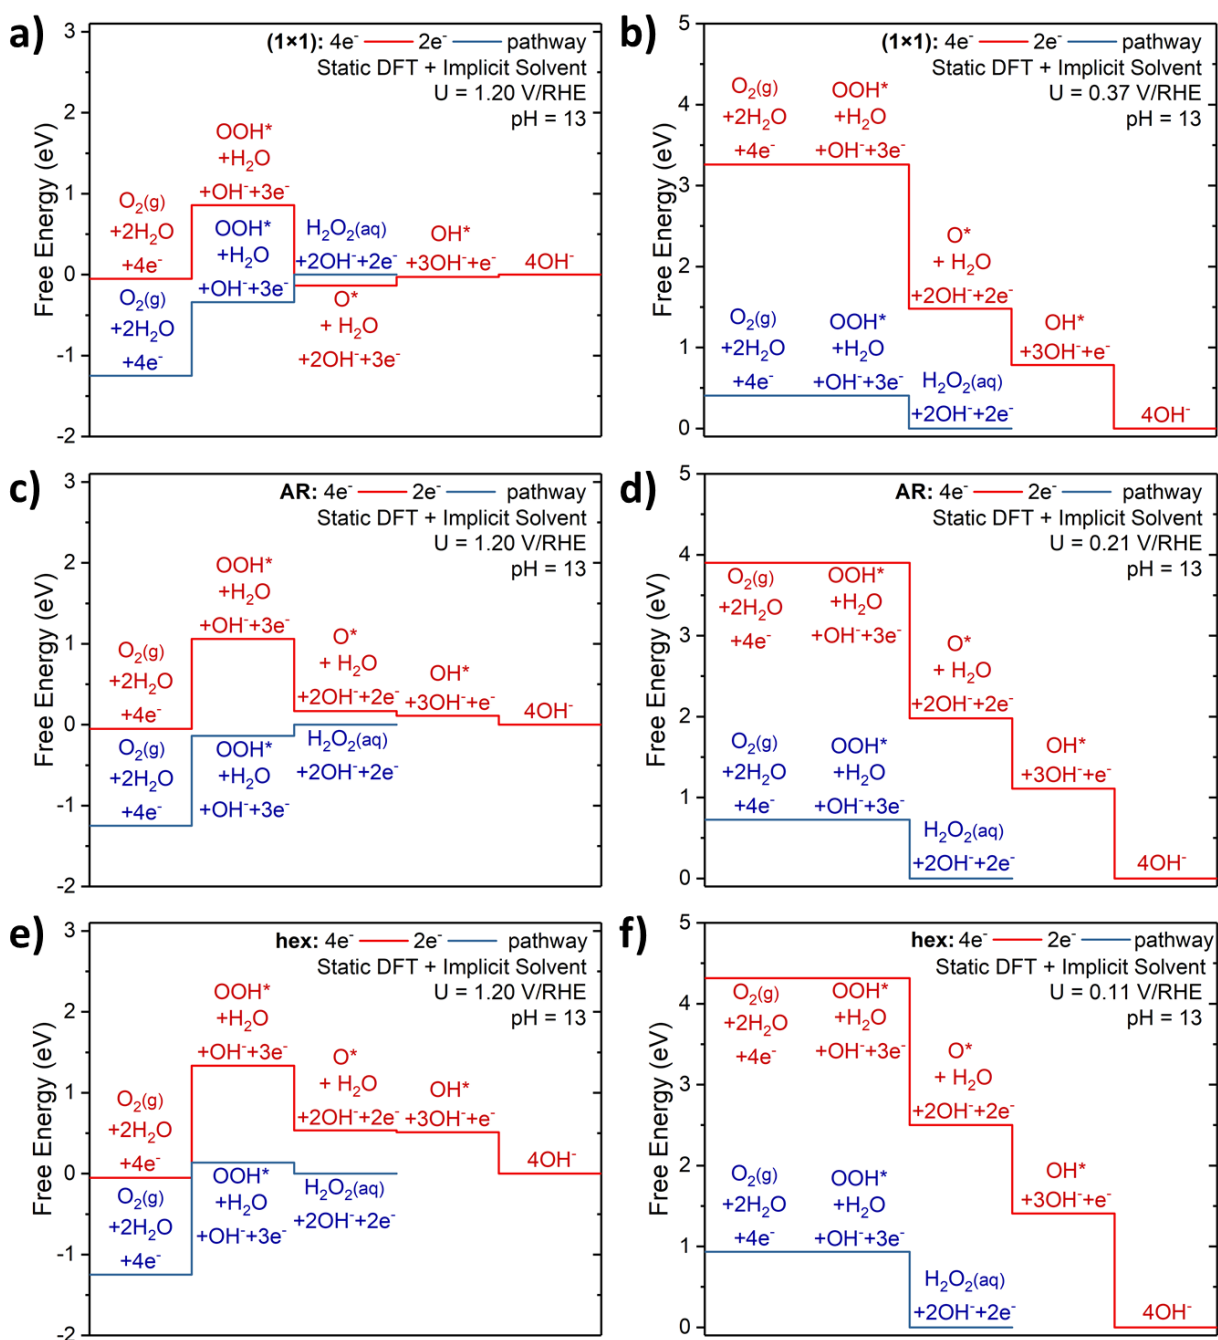 a)
Free Energy (eV)
3
2
1
0
-1
-2
(1×1): 4e⁻ 2e⁻ pathway
Static DFT + Implicit Solvent
U = 1.20 V/RHE
pH = 13
O₂(g)
+2H₂O
+4e⁻
OOH*
+H₂O
+OH⁻+3e⁻
O₂(g)
+2H₂O
+4e⁻
OOH*
+H₂O
+OH⁻+3e⁻
H₂O₂(aq)
+2OH⁻+2e⁻
O*
+ H₂O
+2OH⁻+3e⁻
OH*
+3OH⁻+e⁻
4OH⁻
b)
Free Energy (eV)
5
4
3
2
1
0
(1×1): 4e⁻ 2e⁻ pathway
Static DFT + Implicit Solvent
U = 0.37 V/RHE
pH = 13
O₂(g)
+2H₂O
+4e⁻
OOH*
+H₂O
+OH⁻+3e⁻
O*
+ H₂O
+2OH⁻+2e⁻
OH*
+3OH⁻+e⁻
4OH⁻
O₂(g)
+2H₂O
+4e⁻
OOH*
+H₂O
+OH⁻+3e⁻
H₂O₂(aq)
+2OH⁻+2e⁻
c)
Free Energy (eV)
3
2
1
0
-1
-2
AR: 4e⁻ 2e⁻ pathway
Static DFT + Implicit Solvent
U = 1.20 V/RHE
pH = 13
O₂(g)
+2H₂O
+4e⁻
OOH*
+H₂O
+OH⁻+3e⁻
O*
+ H₂O
+2OH⁻+2e⁻
OH*
+3OH⁻+e⁻
4OH⁻
O₂(g)
+2H₂O
+4e⁻
OOH*
+H₂O
+OH⁻+3e⁻
H₂O₂(aq)
+2OH⁻+2e⁻
d)
Free Energy (eV)
5
4
3
2
1
0
AR: 4e⁻ 2e⁻ pathway
Static DFT + Implicit Solvent
U = 0.21 V/RHE
pH = 13
O₂(g)
+2H₂O
+4e⁻
OOH*
+H₂O
+OH⁻+3e⁻
O*
+ H₂O
+2OH⁻+2e⁻
OH*
+3OH⁻+e⁻
4OH⁻
O₂(g)
+2H₂O
+4e⁻
OOH*
+H₂O
+OH⁻+3e⁻
H₂O₂(aq)
+2OH⁻+2e⁻
e)
Free Energy (eV)
3
2
1
0
-1
-2
hex: 4e⁻ 2e⁻ pathway
Static DFT + Implicit Solvent
U = 1.20 V/RHE
pH = 13
O₂(g)
+2H₂O
+4e⁻
OOH*
+H₂O
+OH⁻+3e⁻
O*
+ H₂O
+2OH⁻+2e⁻
OH*
+3OH⁻+e⁻
4OH⁻
O₂(g)
+2H₂O
+4e⁻
OOH*
+H₂O
+OH⁻+3e⁻
H₂O₂(aq)
+2OH⁻+2e⁻
f)
Free Energy (eV)
5
4
3
2
1
0
hex: 4e⁻ 2e⁻ pathway
Static DFT + Implicit Solvent
U = 0.11 V/RHE
pH = 13
O₂(g)
+2H₂O
+4e⁻
OOH*
+H₂O
+OH⁻+3e⁻
O*
+ H₂O
+2OH⁻+2e⁻
OH*
+3OH⁻+e⁻
4OH⁻
O₂(g)
+2H₂O
+4e⁻
OOH*
+H₂O
+OH⁻+3e⁻
H₂O₂(aq)
+2OH⁻+2e⁻